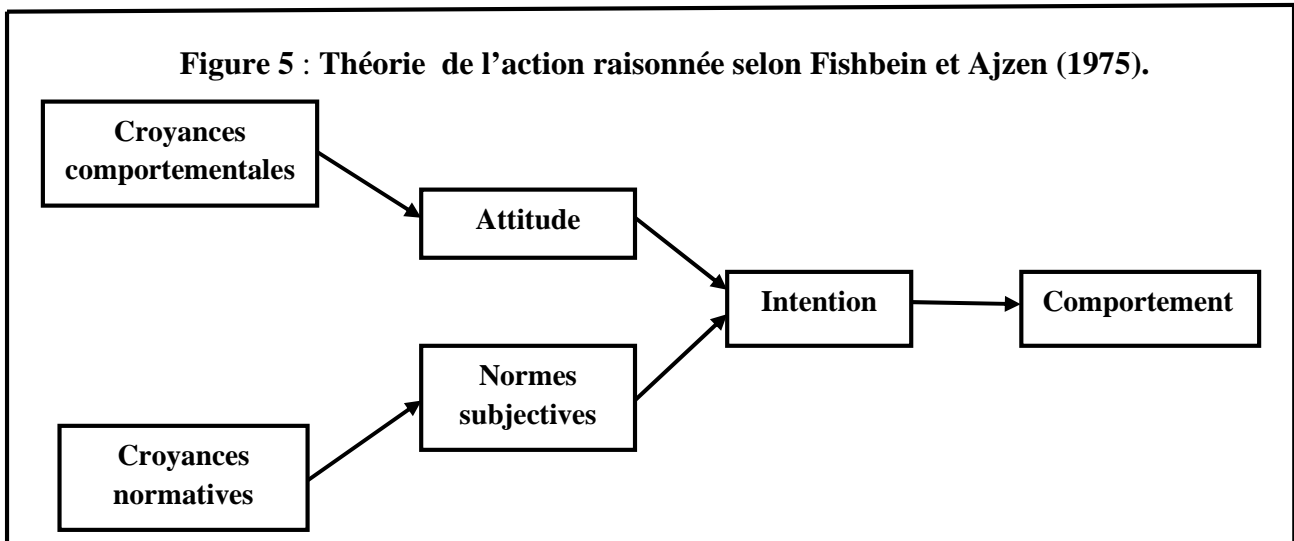 Figure 5 : Théorie de l’action raisonnée selon Fishbein et Ajzen (1975).
Croyances
comportementales
Attitude
Intention
Comportement
Normes
subjectives
Croyances
normatives